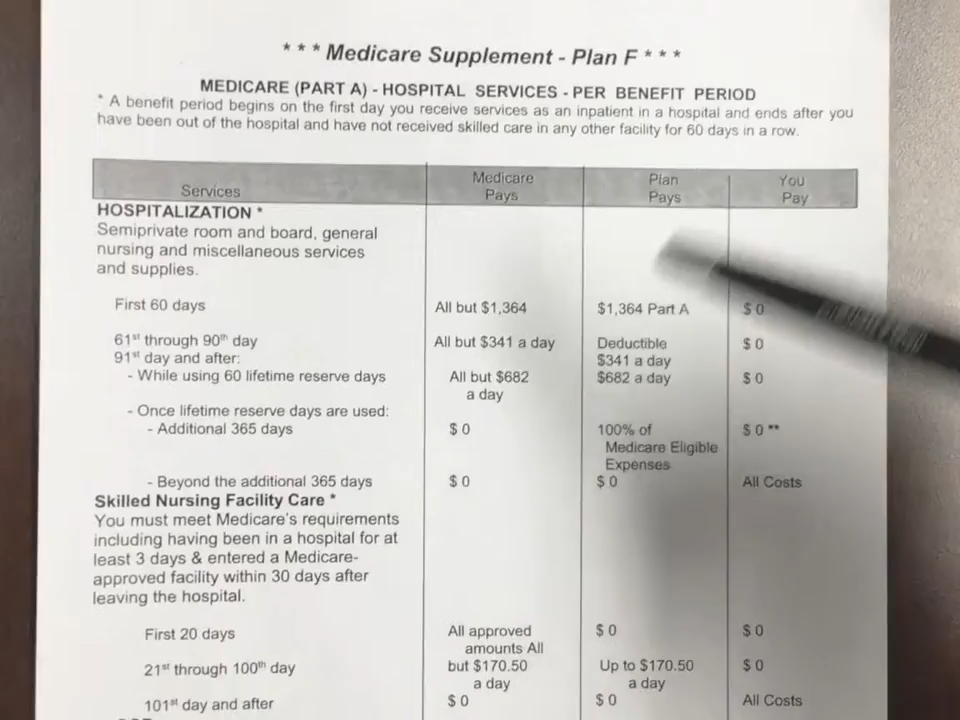 * * * Medicare Supplement - Plan F * * *
MEDICARE (PART A) - HOSPITAL SERVICES - PER BENEFIT PERIOD
* A benefit period begins on the first day you receive services as an inpatient in a hospital and ends after you
have been out of the hospital and have not received skilled care in any other facility for 60 days in a row.
Services Medicare Pays Plan Pays You Pay
HOSPITALIZATION *
Semiprivate room and board, general
nursing and miscellaneous services
and supplies.
First 60 days All but $1,364 $1,364 Part A $ 0
61st through 90th day All but $341 a day Deductible $ 0
91st day and after: $341 a day
- While using 60 lifetime reserve days All but $682 $682 a day $ 0
a day
- Once lifetime reserve days are used:
- Additional 365 days $ 0 100% of $ 0 **
Medicare Eligible
Expenses
- Beyond the additional 365 days $ 0 $ 0 All Costs
Skilled Nursing Facility Care *
You must meet Medicare's requirements
including having been in a hospital for at
least 3 days & entered a Medicare-
approved facility within 30 days after
leaving the hospital.
First 20 days All approved $ 0 $ 0
amounts All
21st through 100th day but $170.50 Up to $170.50 $ 0
a day a day
101st day and after $ 0 $ 0 All Costs